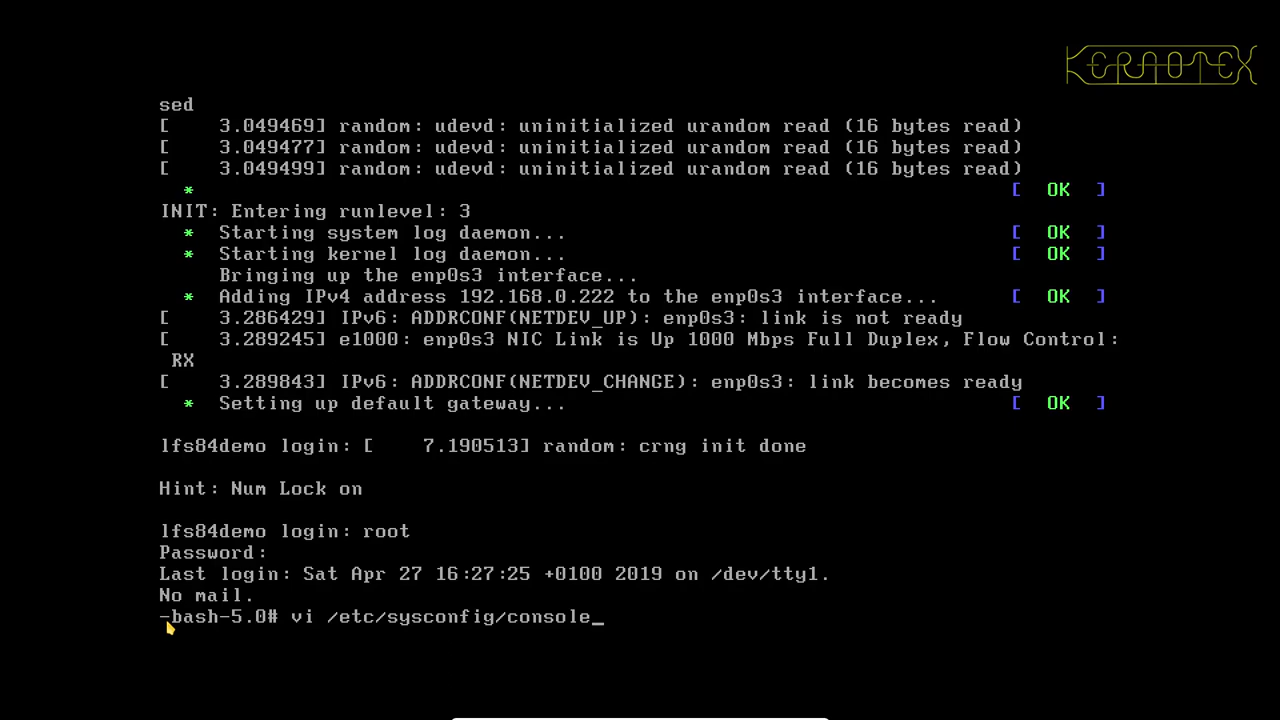 KERNOTEX
sed
[    3.049469] random: udevd: uninitialized urandom read (16 bytes read)
[    3.049477] random: udevd: uninitialized urandom read (16 bytes read)
[    3.049499] random: udevd: uninitialized urandom read (16 bytes read)
  *                                                                    [  OK  ]
INIT: Entering runlevel: 3
  *  Starting system log daemon...                                     [  OK  ]
  *  Starting kernel log daemon...                                     [  OK  ]
     Bringing up the enp0s3 interface...
  *  Adding IPv4 address 192.168.0.222 to the enp0s3 interface...      [  OK  ]
[    3.286429] IPv6: ADDRCONF(NETDEV_UP): enp0s3: link is not ready
[    3.289245] e1000: enp0s3 NIC Link is Up 1000 Mbps Full Duplex, Flow Control:
 RX
[    3.289843] IPv6: ADDRCONF(NETDEV_CHANGE): enp0s3: link becomes ready
  *  Setting up default gateway...                                     [  OK  ]
lfs84demo login: [    7.190513] random: crng init done
Hint: Num Lock on
lfs84demo login: root
Password:
Last login: Sat Apr 27 16:27:25 +0100 2019 on /dev/tty1.
No mail.
-bash-5.0# vi /etc/sysconfig/console_